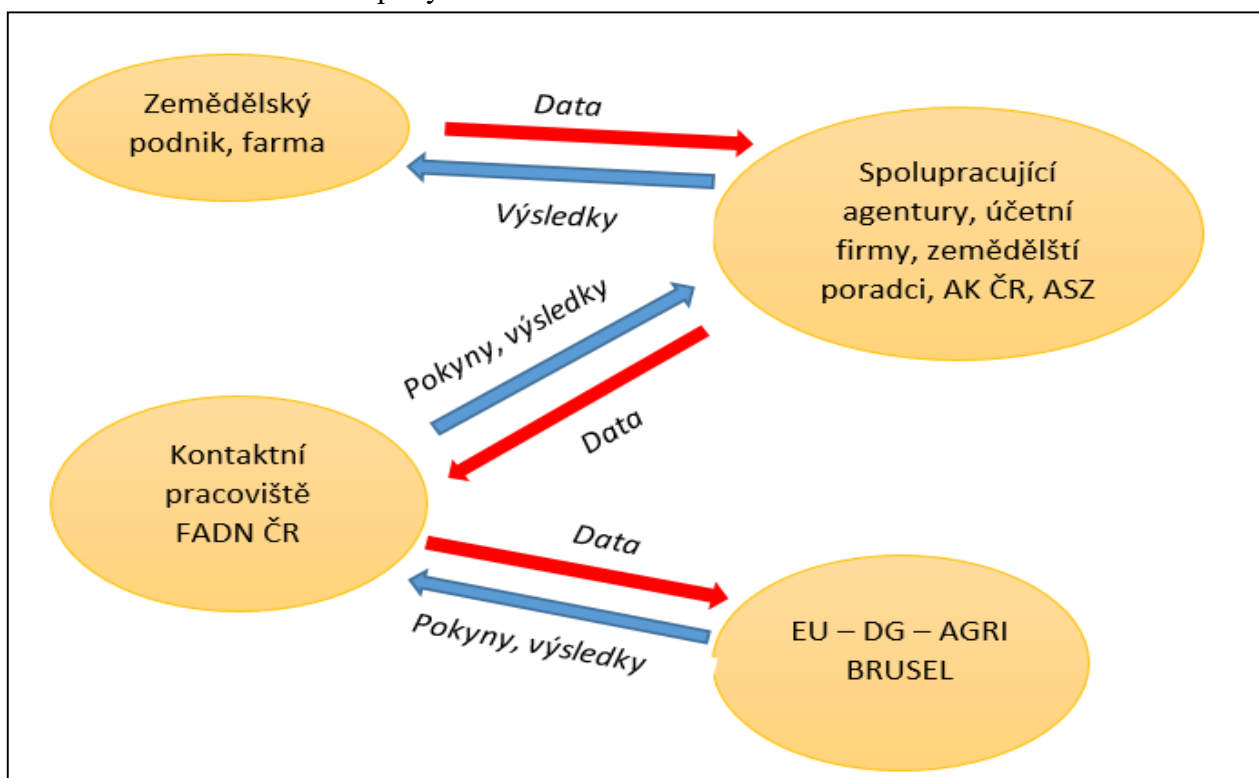 Zemědělský
podnik, farma
Data
Výsledky
Spolupracující
agentury, účetní
firmy, zemědělští
poradci, AK ČR, ASZ
Pokyny, výsledky
Data
Kontaktní
pracoviště
FADN ČR
Data
Pokyny, výsledky
EU – DG – AGRI
BRUSEL